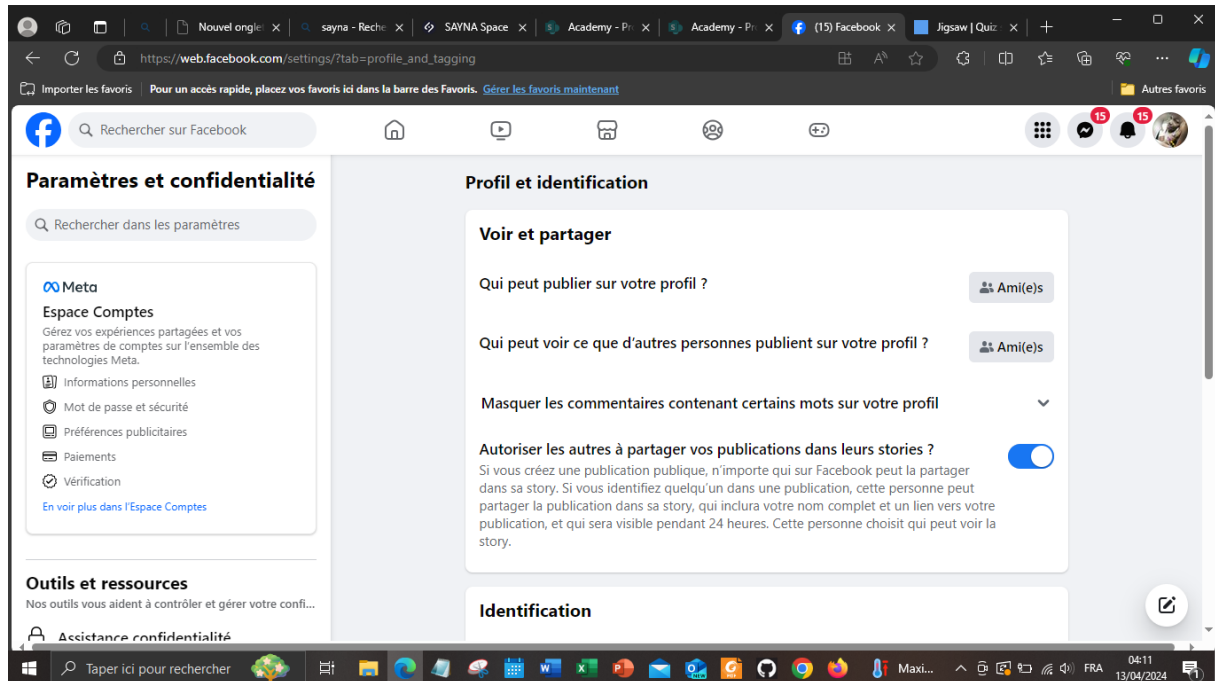 Nouvel ongle
sayna - Reche
SAYNA Space
Academy - Pr
Academy - Pr
(15) Facebook
Jigsaw | Quiz
https://web.facebook.com/settings/?tab=profile_and_tagging
Importer les favoris
Pour un accès rapide, placez vos favoris ici dans la barre des Favoris. Gérer les favoris maintenant
Autres favoris
Rechercher sur Facebook
15
15
Paramètres et confidentialité
Rechercher dans les paramètres
Meta
Espace Comptes
Gérez vos expériences partagées et vos
paramètres de comptes sur l'ensemble des
technologies Meta.
Informations personnelles
Mot de passe et sécurité
Préférences publicitaires
Paiements
Vérification
En voir plus dans l'Espace Comptes
Outils et ressources
Nos outils vous aident à contrôler et gérer votre confi...
Assistance confidentialité
Profil et identification
Voir et partager
Qui peut publier sur votre profil ?
Ami(e)s
Qui peut voir ce que d'autres personnes publient sur votre profil ?
Ami(e)s
Masquer les commentaires contenant certains mots sur votre profil
Autoriser les autres à partager vos publications dans leurs stories ?
Si vous créez une publication publique, n'importe qui sur Facebook peut la partager
dans sa story. Si vous identifiez quelqu'un dans une publication, cette personne peut
partager la publication dans sa story, qui inclura votre nom complet et un lien vers votre
publication, et qui sera visible pendant 24 heures. Cette personne choisit qui peut voir la
story.
Identification
Taper ici pour rechercher
Maxi...
FRA
04:11
13/04/2024